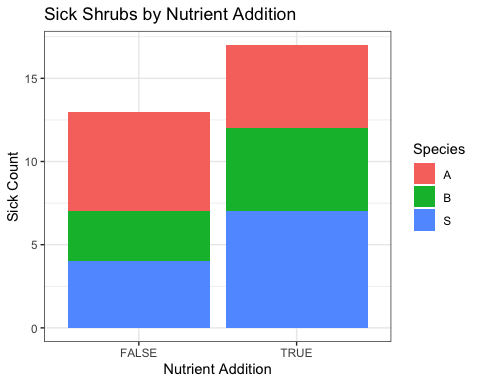 Sick Shrubs by Nutrient Addition
15
10
5
0
Sick Count
FALSE TRUE
Nutrient Addition
Species
A
B
S